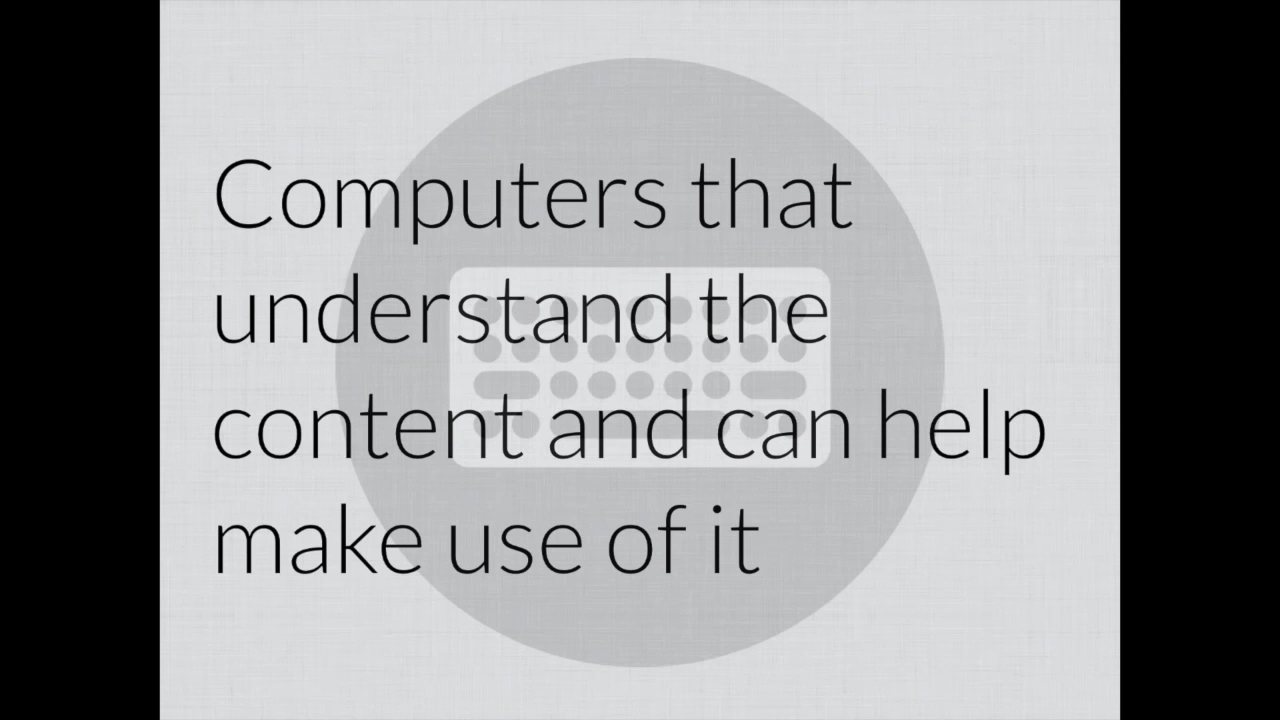 Computers that
understand the
content and can help
make use of it